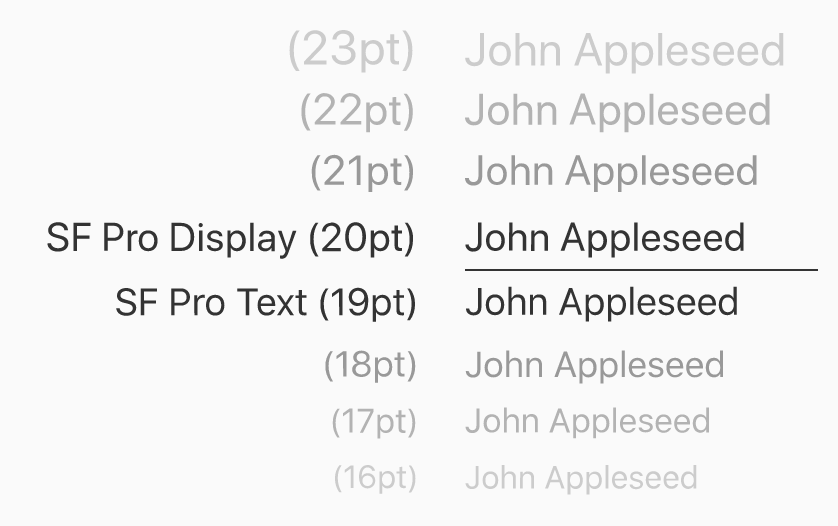 (23pt) John Appleseed
(22pt) John Appleseed
(21pt) John Appleseed
SF Pro Display (20pt) John Appleseed
SF Pro Text (19pt) John Appleseed
(18pt) John Appleseed
(17pt) John Appleseed
(16pt) John Appleseed